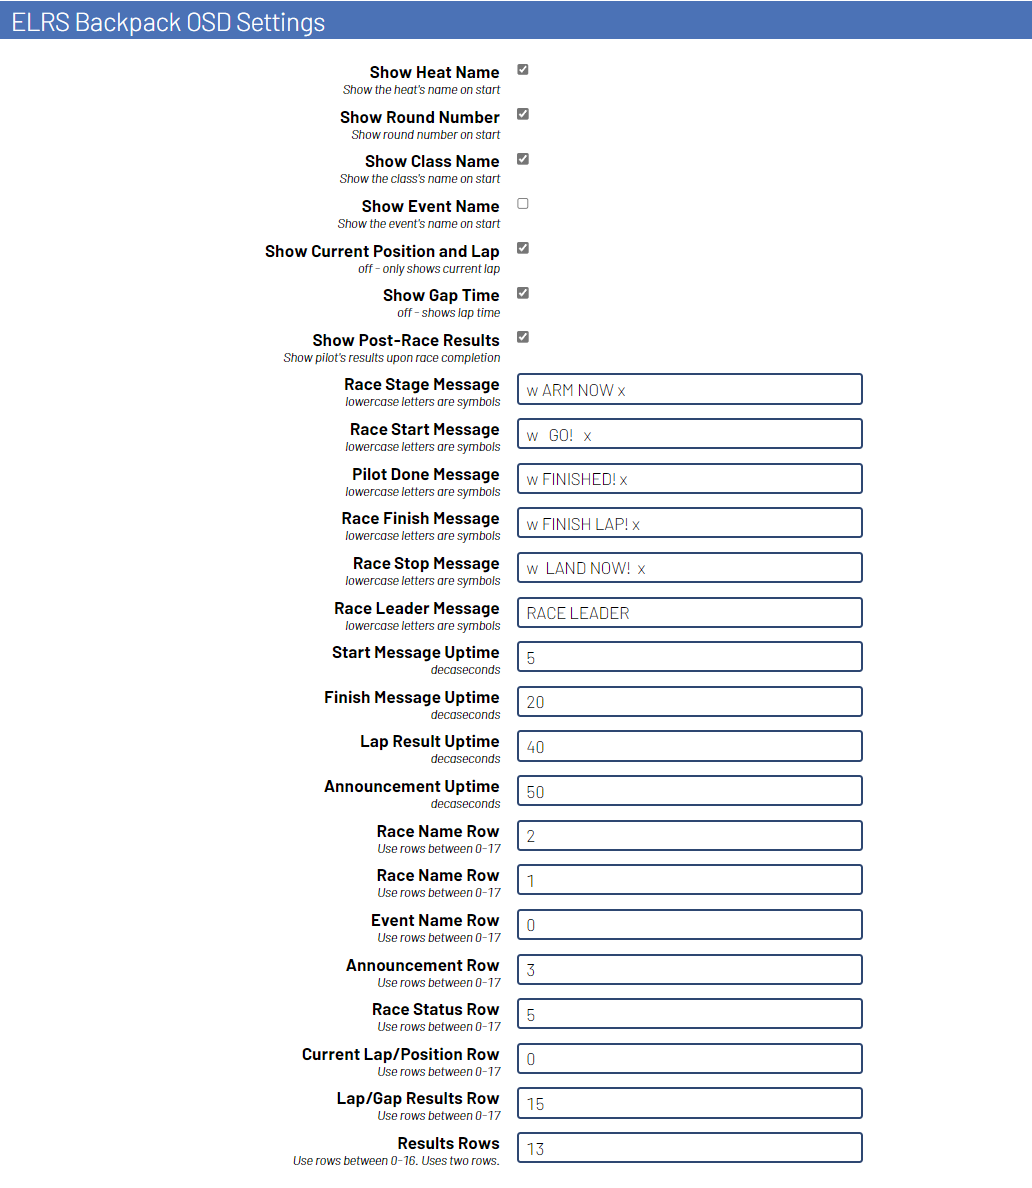 ELRS Backpack OSD Settings
Show Heat Name
Show the heat's name on start
Show Round Number
Show round number on start
Show Class Name
Show the class's name on start
Show Event Name
Show the event's name on start
Show Current Position and Lap
off - only shows current lap
Show Gap Time
off - shows lap time
Show Post-Race Results
Show pilot's results upon race completion
Race Stage Message
w ARM NOW x
lowercase letters are symbols
Race Start Message
w   GO!   x
lowercase letters are symbols
Pilot Done Message
w FINISHED! x
lowercase letters are symbols
Race Finish Message
w FINISH LAP! x
lowercase letters are symbols
Race Stop Message
w  LAND NOW!  x
lowercase letters are symbols
Race Leader Message
RACE LEADER
lowercase letters are symbols
Start Message Uptime
5
decaseconds
Finish Message Uptime
20
decaseconds
Lap Result Uptime
40
decaseconds
Announcement Uptime
50
decaseconds
Race Name Row
2
Use rows between 0-17
Race Name Row
1
Use rows between 0-17
Event Name Row
0
Use rows between 0-17
Announcement Row
3
Use rows between 0-17
Race Status Row
5
Use rows between 0-17
Current Lap/Position Row
0
Use rows between 0-17
Lap/Gap Results Row
15
Use rows between 0-17
Results Rows
13
Use rows between 0-16. Uses two rows.